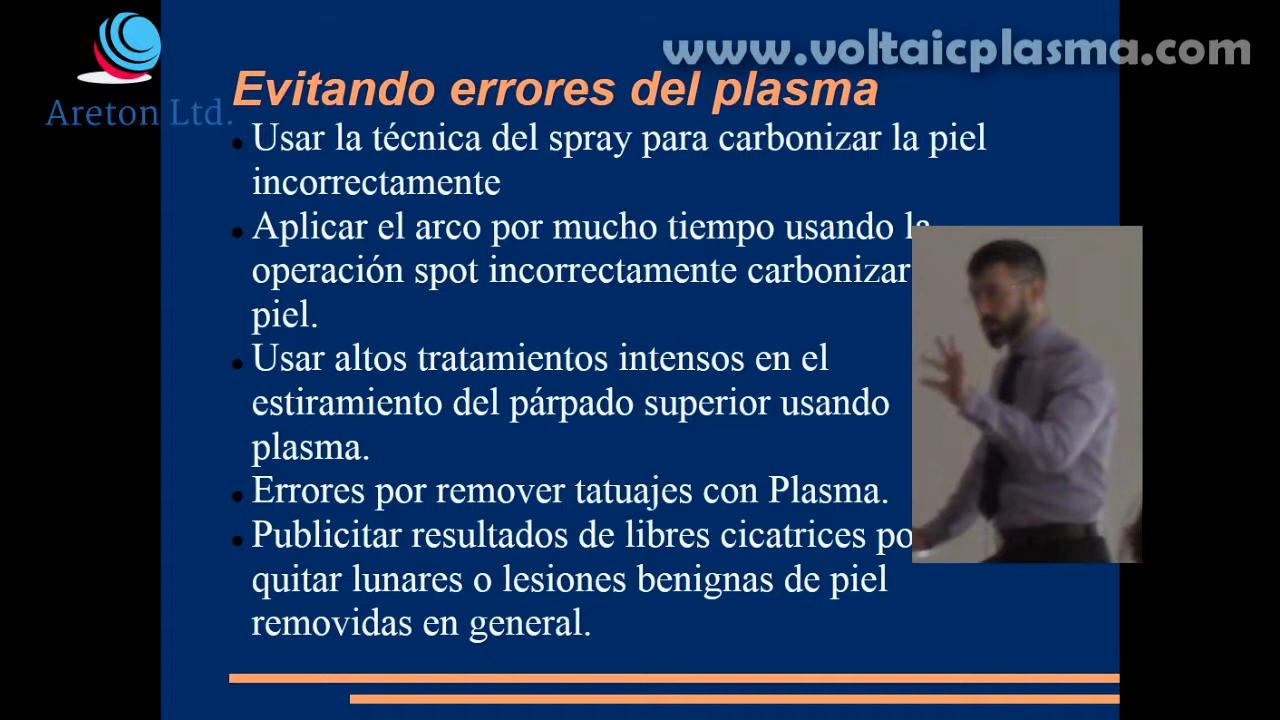 www.voltaicplasma.com
Areton Ltd.
Evitando errores del plasma
Usar la técnica del spray para carbonizar la piel
incorrectamente
Aplicar el arco por mucho tiempo usando la
operación spot incorrectamente carbonizar
piel.
Usar altos tratamientos intensos en el
estiramiento del párpado superior usando
plasma.
Errores por remover tatuajes con Plasma.
Publicitar resultados de libres cicatrices
quitar lunares o lesiones benignas de piel
removidas en general.